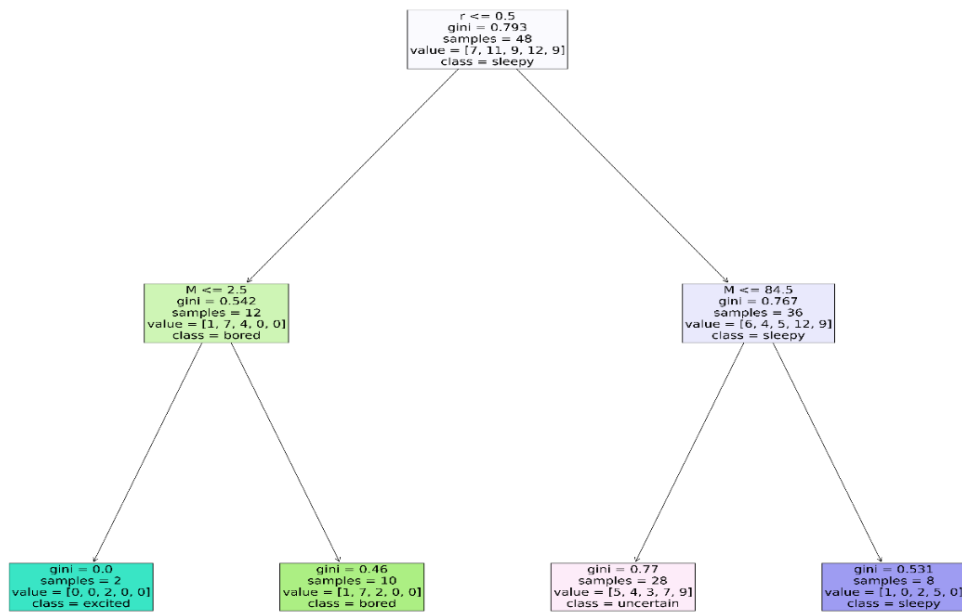 r <= 0.5
gini = 0.793
samples = 48
value = [7, 11, 9, 12, 9]
class = sleepy
M <= 2.5
gini = 0.542
samples = 12
value = [1, 7, 4, 0, 0]
class = bored
M <= 84.5
gini = 0.767
samples = 36
value = [6, 4, 5, 12, 9]
class = sleepy
gini = 0.0
samples = 2
value = [0, 0, 2, 0, 0]
class = excited
gini = 0.46
samples = 10
value = [1, 7, 2, 0, 0]
class = bored
gini = 0.77
samples = 28
value = [5, 4, 3, 7, 9]
class = uncertain
gini = 0.531
samples = 8
value = [1, 0, 2, 5, 0]
class = sleepy